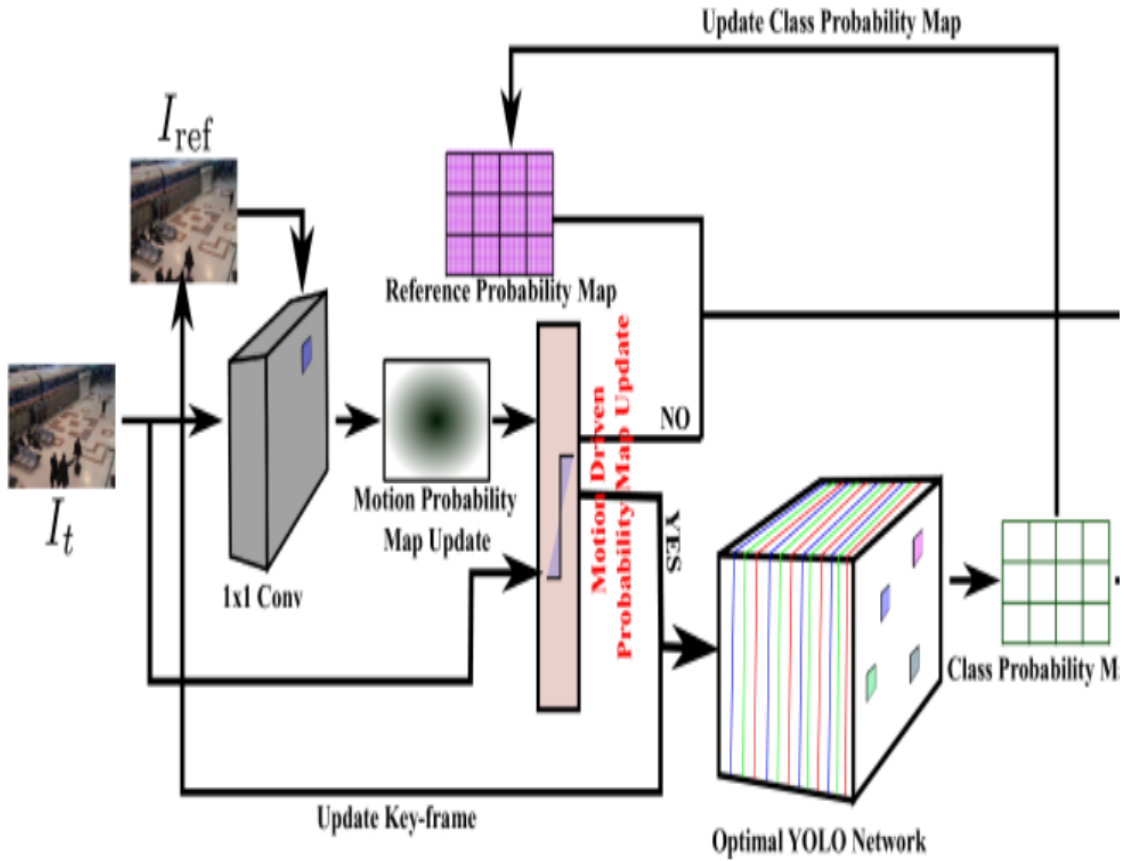 Update Class Probability Map
I_ref
Reference Probability Map
Motion Driven
Probability Map Update
NO
I_t
Motion Probability
Map Update
YES
1x1 Conv
Class Probability M
Update Key-frame
Optimal YOLO Network